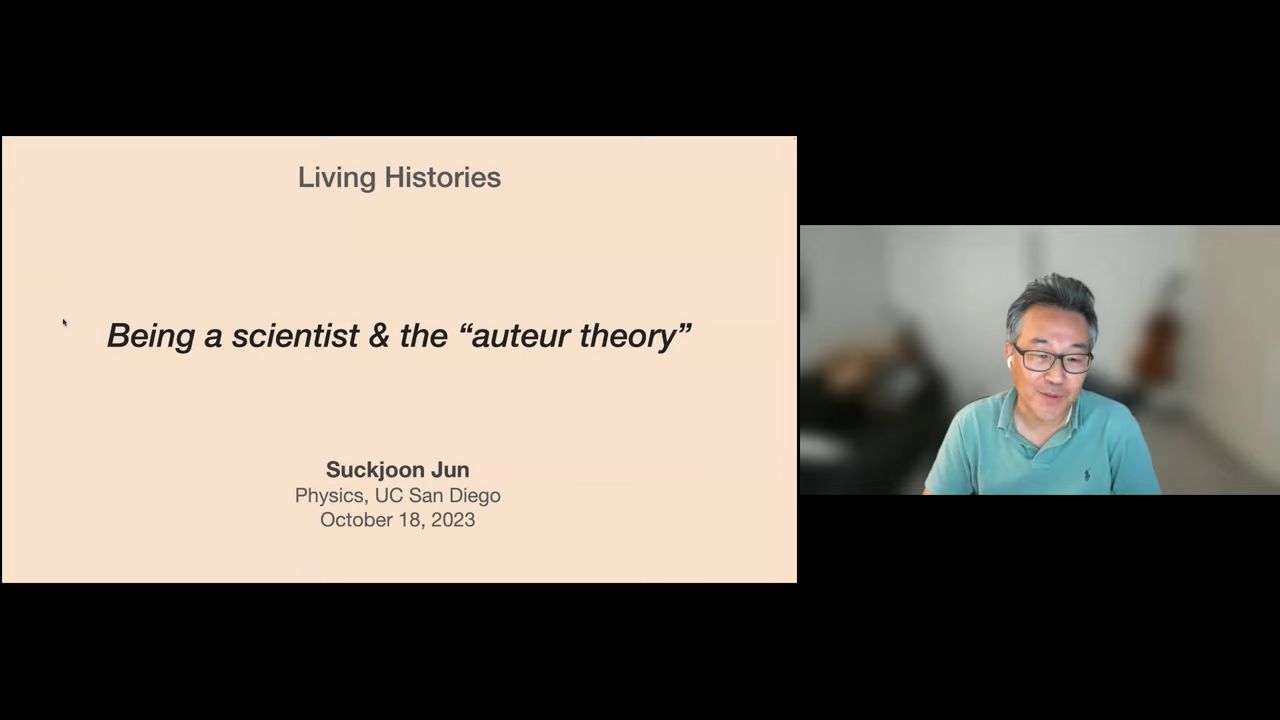 Living Histories
Being a scientist & the “auteur theory”
Suckjoon Jun
Physics, UC San Diego
October 18, 2023